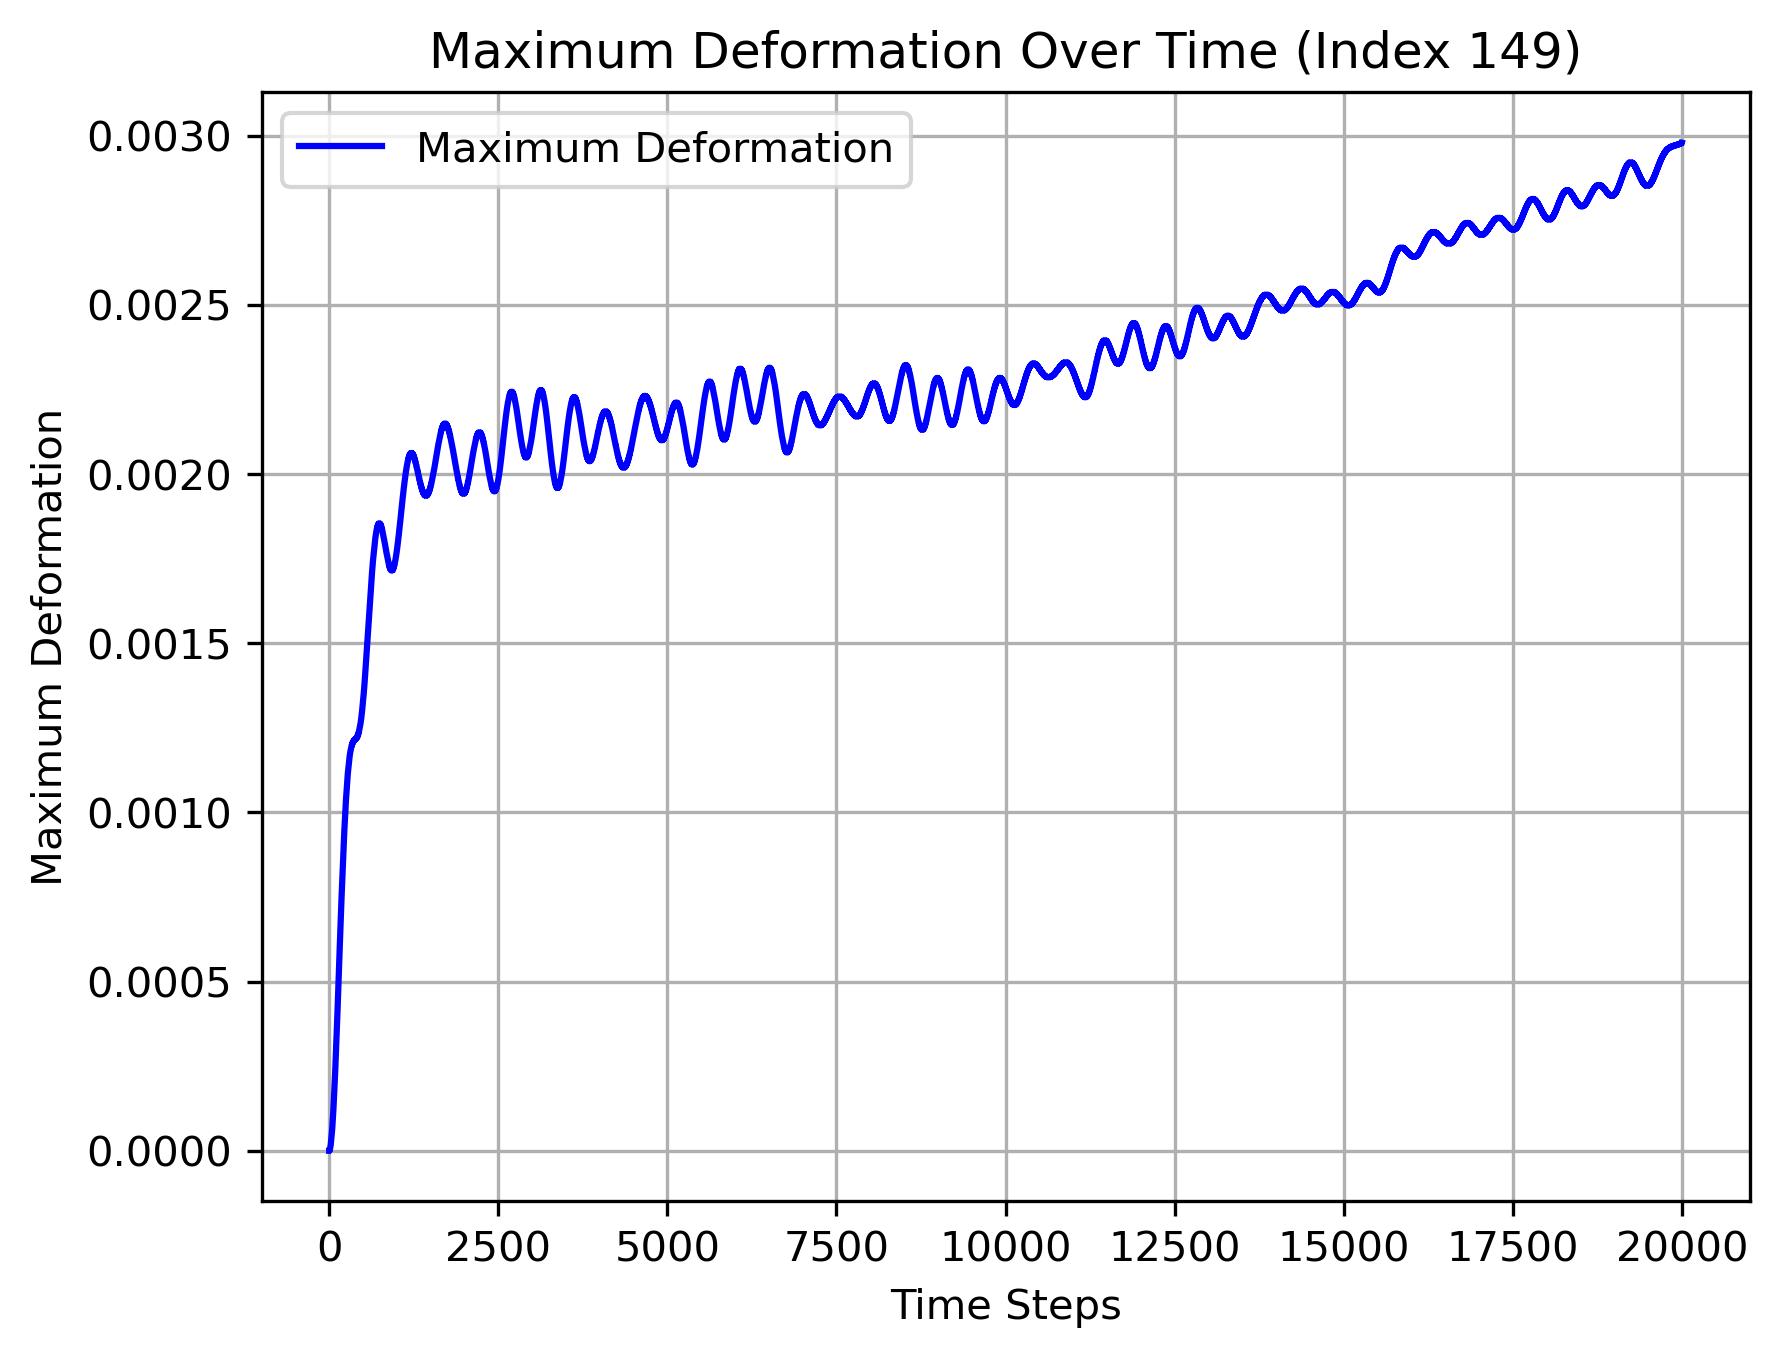 Maximum Deformation Over Time (Index 149)
Maximum Deformation
Maximum Deformation
0.0030
0.0025
0.0020
0.0015
0.0010
0.0005
0.0000
0 2500 5000 7500 10000 12500 15000 17500 20000
Time Steps